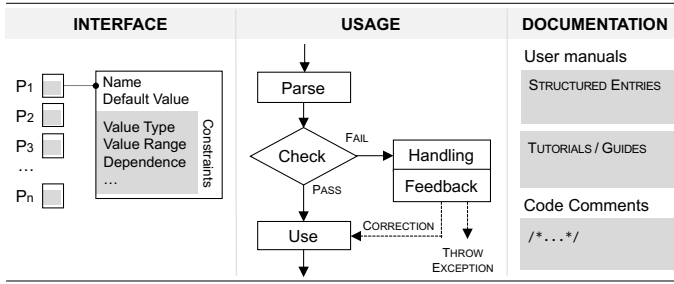 INTERFACE
USAGE
DOCUMENTATION
P1
P2
P3
...
Pn
Name
Default Value
Value Type
Value Range
Dependence
...
Constraints
Parse
Check
FAIL
PASS
Handling
Feedback
Use
CORRECTION
THROW
EXCEPTION
User manuals
STRUCTURED ENTRIES
TUTORIALS / GUIDES
Code Comments
/*...*/